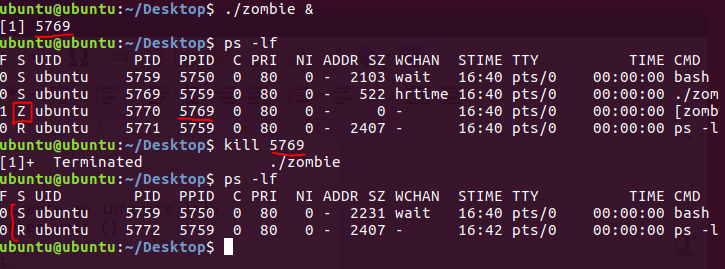 ubuntu@ubuntu:~/Desktop$ ./zombie &
[1] 5769
ubuntu@ubuntu:~/Desktop$ ps -lf
F S UID        PID  PPID  C PRI  NI ADDR SZ WCHAN  STIME TTY          TIME CMD
0 S ubuntu    5759  5750  0  80   0 -  2103 wait   16:40 pts/0    00:00:00 bash
0 S ubuntu    5769  5759  0  80   0 -   522 hrtime 16:40 pts/0    00:00:00 ./zom
1 Z ubuntu    5770  5769  0  80   0 -     0 -      16:40 pts/0    00:00:00 [zomb
0 R ubuntu    5771  5759  0  80   0 -  2407 -      16:40 pts/0    00:00:00 ps -l
ubuntu@ubuntu:~/Desktop$ kill 5769
[1]+  Terminated              ./zombie
ubuntu@ubuntu:~/Desktop$ ps -lf
F S UID        PID  PPID  C PRI  NI ADDR SZ WCHAN  STIME TTY          TIME CMD
0 S ubuntu    5759  5750  0  80   0 -  2231 wait   16:40 pts/0    00:00:00 bash
0 R ubuntu    5772  5759  0  80   0 -  2407 -      16:42 pts/0    00:00:00 ps -l
ubuntu@ubuntu:~/Desktop$